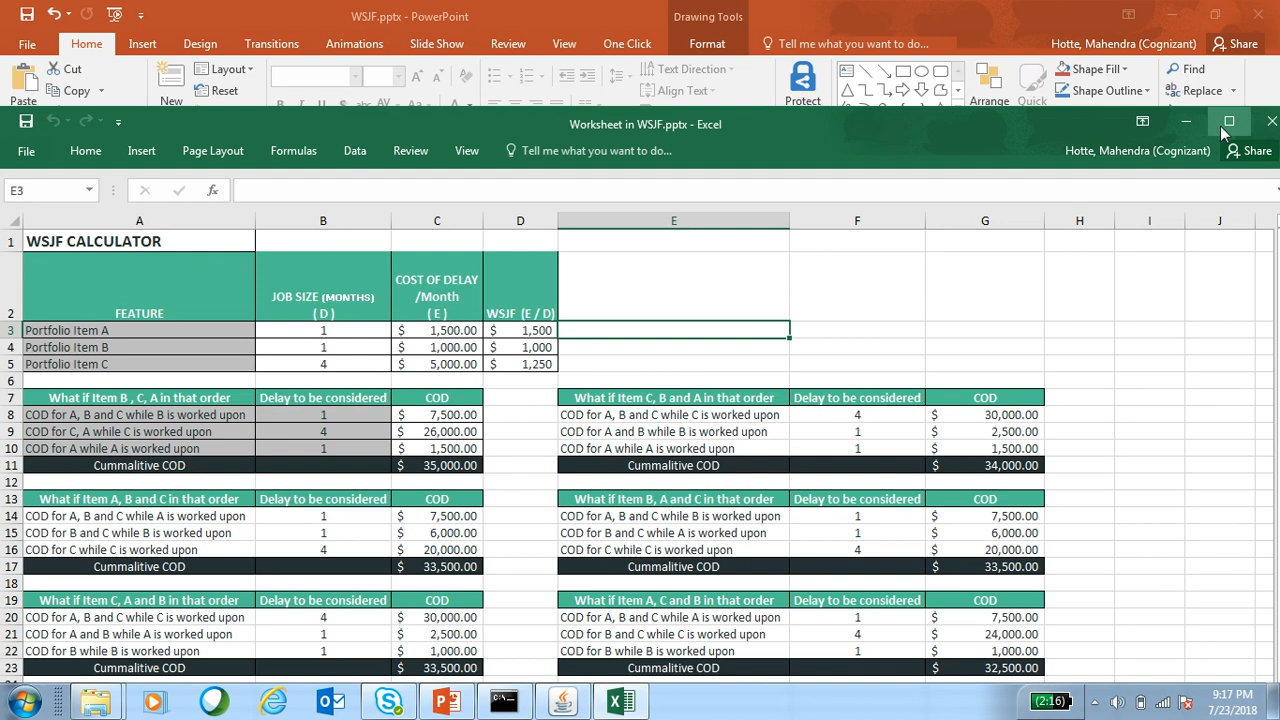 WSJF.pptx - PowerPoint
Drawing Tools
File Home Insert Design Transitions Animations Slide Show Review View One Click Format Tell me what you want to do... Hotte, Mahendra (Cognizant) Share
Cut Layout Text Direction Shape Fill Find
Paste Copy New Reset Align Text Protect Arrange Quick Shape Outline Replace
Worksheet in WSJF.pptx - Excel
File Home Insert Page Layout Formulas Data Review View Tell me what you want to do... Hotte, Mahendra (Cognizant) Share
E3 fx
A B C D E F G H I J
1 WSJF CALCULATOR
COST OF DELAY
JOB SIZE (MONTHS) /Month
2 FEATURE ( D ) ( E ) WSJF (E / D)
3 Portfolio Item A 1 $ 1,500.00 $ 1,500
4 Portfolio Item B 1 $ 1,000.00 $ 1,000
5 Portfolio Item C 4 $ 5,000.00 $ 1,250
6
7 What if Item B , C, A in that order Delay to be considered COD What if Item C, B and A in that order Delay to be considered COD
8 COD for A, B and C while B is worked upon 1 $ 7,500.00 COD for A, B and C while C is worked upon 4 $ 30,000.00
9 COD for C, A while C is worked upon 4 $ 26,000.00 COD for A and B while B is worked upon 1 $ 2,500.00
10 COD for A while A is worked upon 1 $ 1,500.00 COD for A while A is worked upon 1 $ 1,500.00
11 Cummalitive COD $ 35,000.00 Cummalitive COD $ 34,000.00
12
13 What if Item A, B and C in that order Delay to be considered COD What if Item B, A and C in that order Delay to be considered COD
14 COD for A, B and C while A is worked upon 1 $ 7,500.00 COD for A, B and C while B is worked upon 1 $ 7,500.00
15 COD for B and C while B is worked upon 1 $ 6,000.00 COD for B and C while A is worked upon 1 $ 6,000.00
16 COD for C while C is worked upon 4 $ 20,000.00 COD for C while C is worked upon 4 $ 20,000.00
17 Cummalitive COD $ 33,500.00 Cummalitive COD $ 33,500.00
18
19 What if Item C, A and B in that order Delay to be considered COD What if Item A, C and B in that order Delay to be considered COD
20 COD for A, B and C while C is worked upon 4 $ 30,000.00 COD for A, B and C while A is worked upon 1 $ 7,500.00
21 COD for A and B while A is worked upon 1 $ 2,500.00 COD for B and C while C is worked upon 4 $ 24,000.00
22 COD for B while B is worked upon 1 $ 1,000.00 COD for B while B is worked upon 1 $ 1,000.00
23 Cummalitive COD $ 33,500.00 Cummalitive COD $ 32,500.00
(2:16) 9:17 PM
7/23/2018